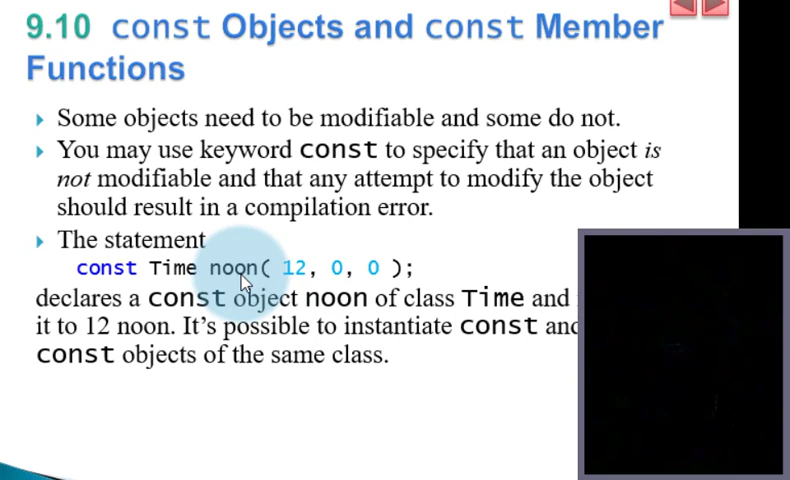 9.10 const Objects and const Member
Functions
Some objects need to be modifiable and some do not.
You may use keyword const to specify that an object is
not modifiable and that any attempt to modify the object
should result in a compilation error.
The statement
const Time noon( 12, 0, 0 );
declares a const object noon of class Time and
it to 12 noon. It’s possible to instantiate const and
const objects of the same class.